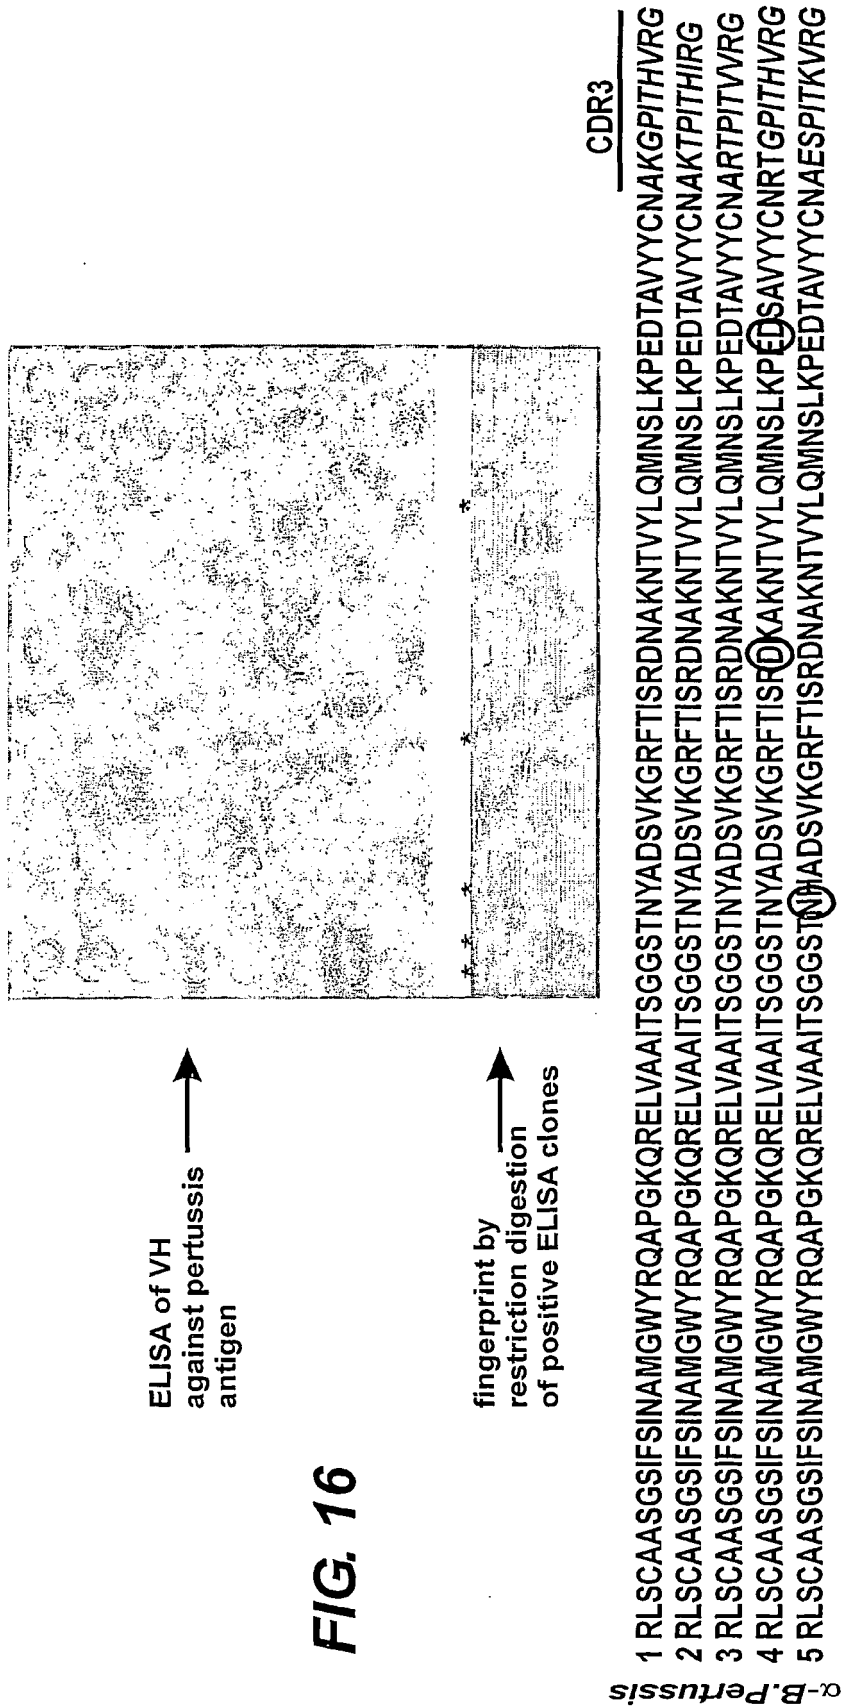 FIG. 16
ELISA of VH
against pertussis
antigen
fingerprint by
restriction digestion
of positive ELISA clones
* * * * *
CDR3
α-B.Pertussis
1 RLSCAASGSIFSINAMGWYRQAPGKQRELVAAITSGGSTNYADSVKGRFTISRDNAKNTVYLQMNSLKPEDTAVYYCNAKGPITHVRG
2 RLSCAASGSIFSINAMGWYRQAPGKQRELVAAITSGGSTNYADSVKGRFTISRDNAKNTVYLQMNSLKPEDTAVYYCNAKTPITHIRG
3 RLSCAASGSIFSINAMGWYRQAPGKQRELVAAITSGGSTNYADSVKGRFTISRDNAKNTVYLQMNSLKPEDTAVYYCNARTPITVVRG
4 RLSCAASGSIFSINAMGWYRQAPGKQRELVAAITSGGSTNYADSVKGRFTISRDKAKNTVYLQMNSLKPEDSAVYYCNRTGPITHVRG
5 RLSCAASGSIFSINAMGWYRQAPGKQRELVAAITSGGSTNHADSVKGRFTISRDNAKNTVYLQMNSLKPEDTAVYYCNAESPITKVRG